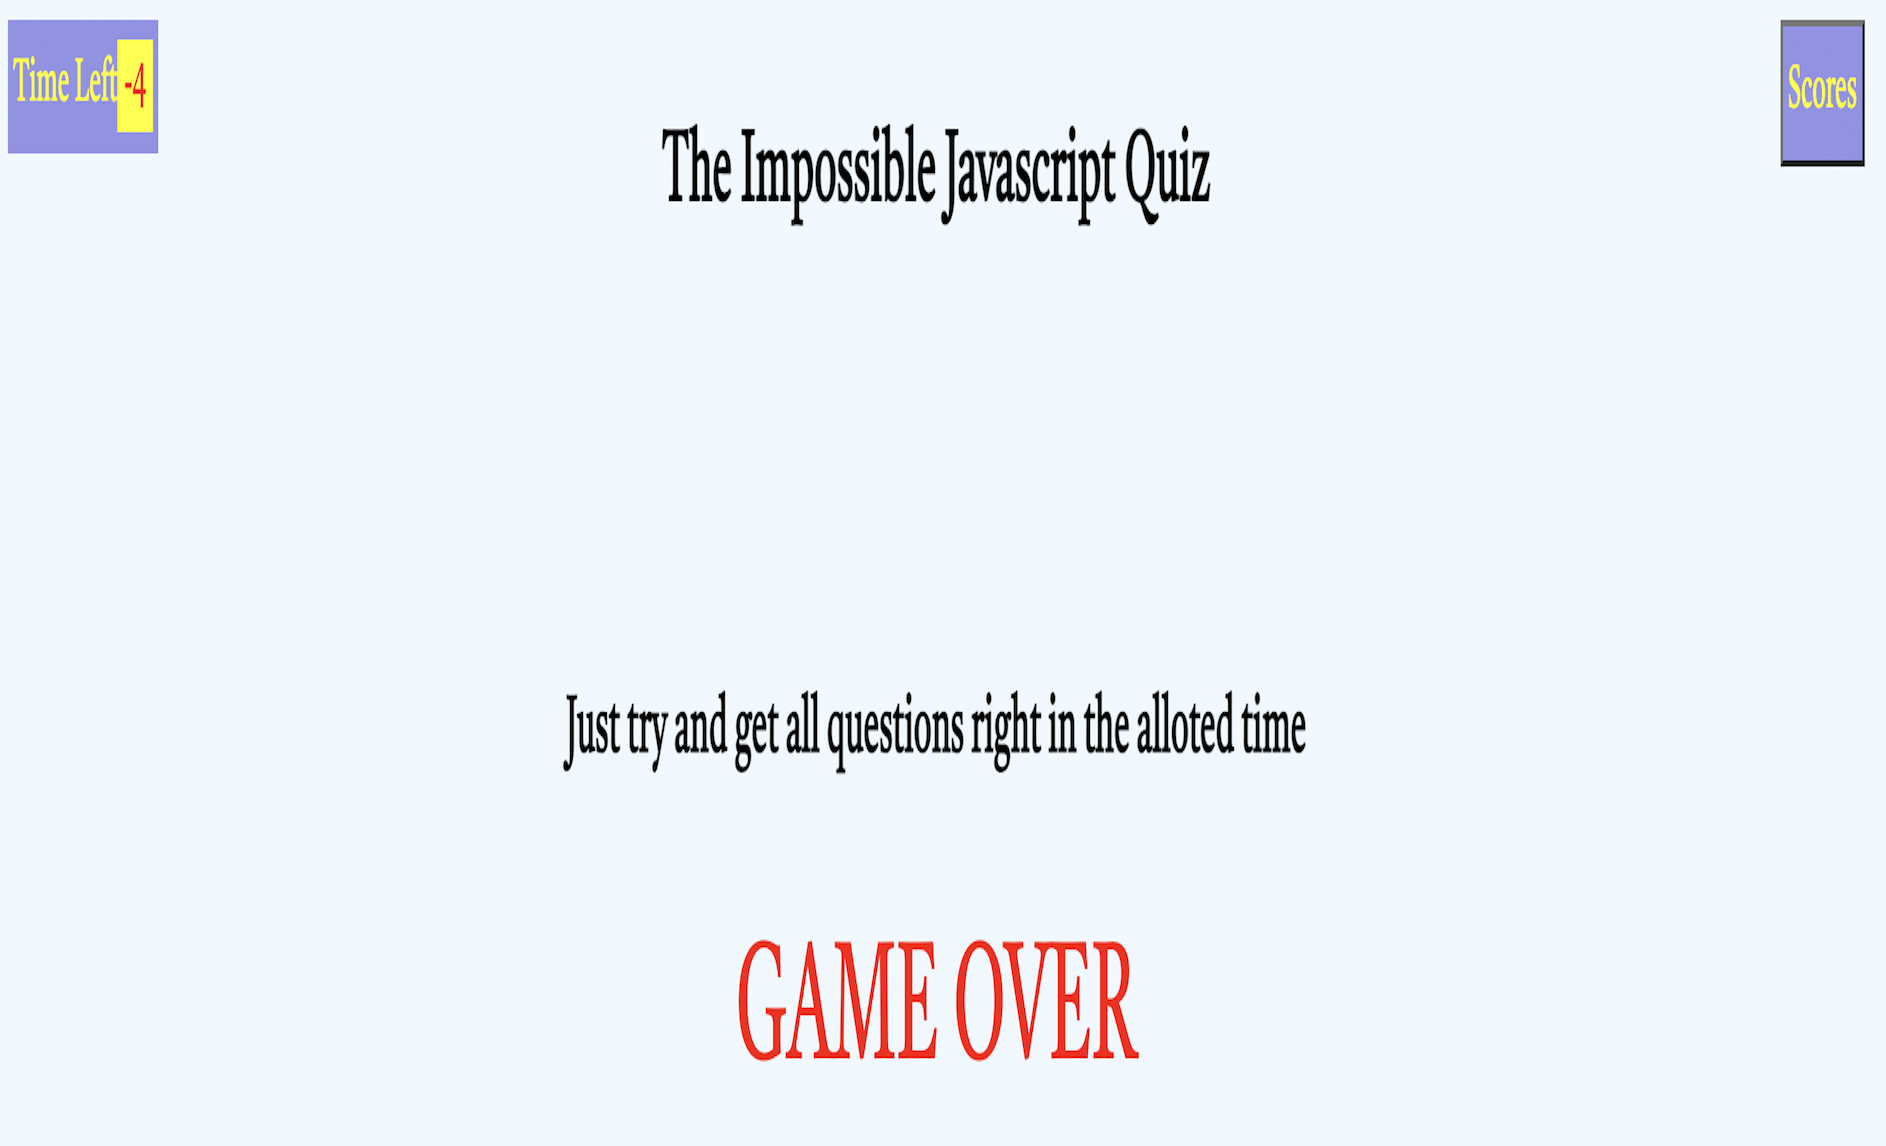 Time Left -4
Scores
The Impossible Javascript Quiz
Just try and get all questions right in the alloted time
GAME OVER